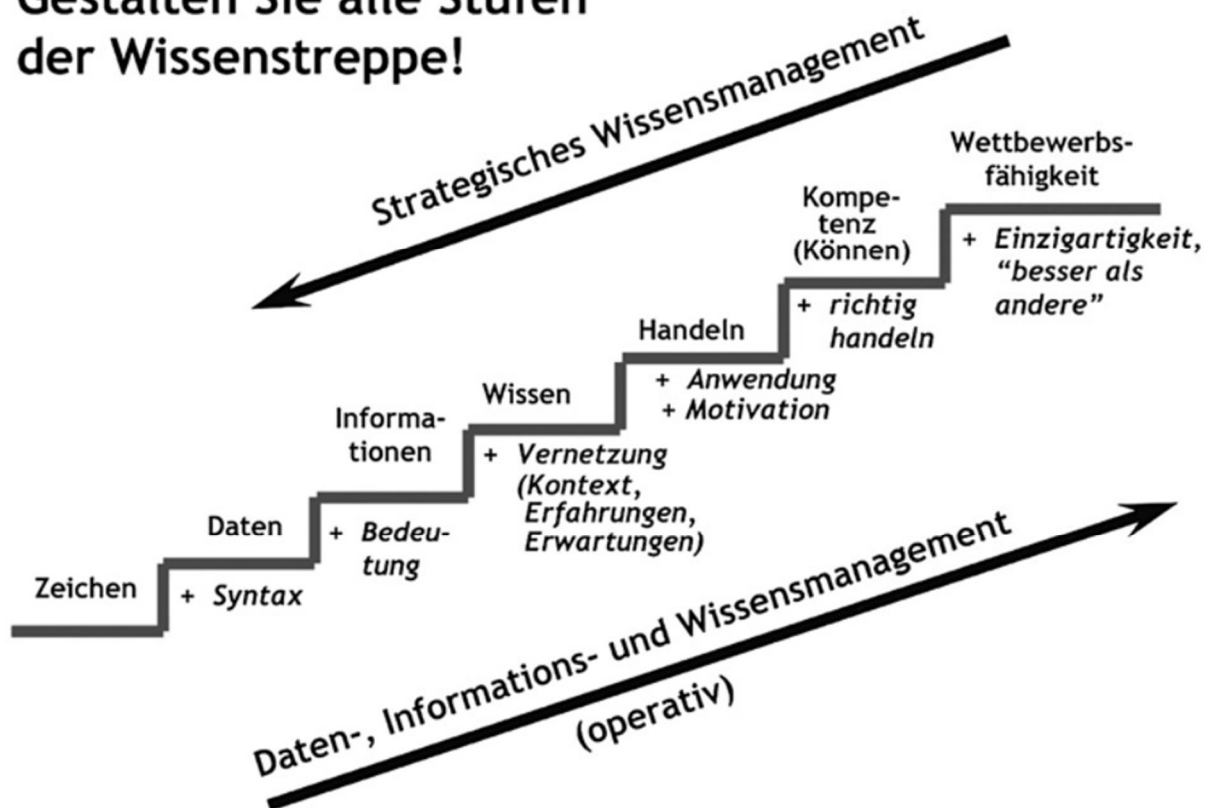 Gestalten Sie alle Stufen
der Wissenstreppe!
Strategisches Wissensmanagement
Wettbewerbs-
fähigkeit
+ Einzigartigkeit,
“besser als
andere”
Kompe-
tenz
(Können)
+ richtig
handeln
Handeln
+ Anwendung
+ Motivation
Wissen
+ Vernetzung
(Kontext,
Erfahrungen,
Erwartungen)
Informa-
tionen
+ Bedeu-
tung
Daten
+ Syntax
Zeichen
Daten-, Informations- und Wissensmanagement
(operativ)